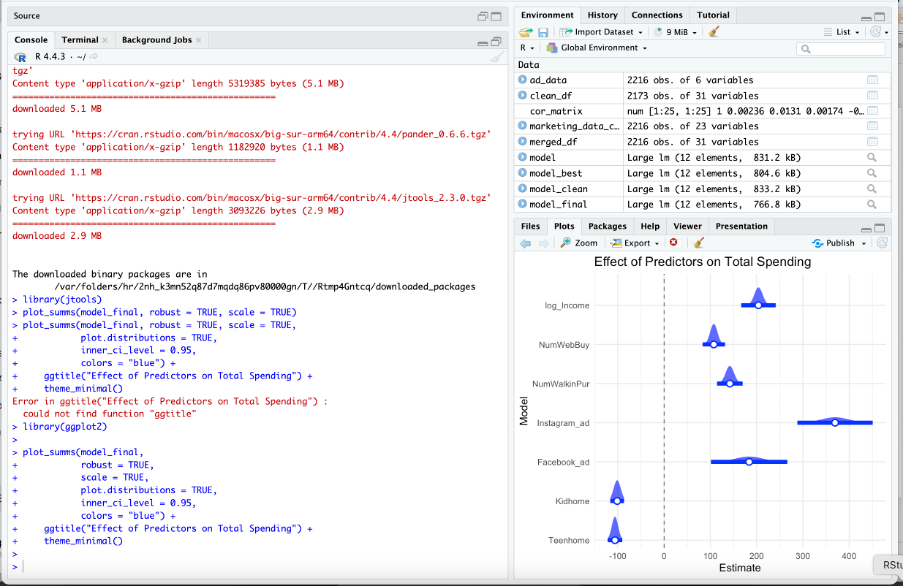 Source
Console Terminal Background Jobs
R 4.4.3 · ~/
tgz'
Content type 'application/x-gzip' length 5319385 bytes (5.1 MB)
==================================================
downloaded 5.1 MB
trying URL 'https://cran.rstudio.com/bin/macosx/big-sur-arm64/contrib/4.4/pander_0.6.6.tgz'
Content type 'application/x-gzip' length 1182920 bytes (1.1 MB)
==================================================
downloaded 1.1 MB
trying URL 'https://cran.rstudio.com/bin/macosx/big-sur-arm64/contrib/4.4/jtools_2.3.0.tgz'
Content type 'application/x-gzip' length 3093226 bytes (2.9 MB)
==================================================
downloaded 2.9 MB
The downloaded binary packages are in
/var/folders/hr/2nh_k3mn52q87d7mqdq86pv80000gn/T//Rtmp4Gntcq/downloaded_packages
> library(jtools)
> plot_summs(model_final, robust = TRUE, scale = TRUE)
> plot_summs(model_final, robust = TRUE, scale = TRUE,
+ plot.distributions = TRUE,
+ inner_ci_level = 0.95,
+ colors = "blue") +
+ ggtitle("Effect of Predictors on Total Spending") +
+ theme_minimal()
Error in ggtitle("Effect of Predictors on Total Spending") :
could not find function "ggtitle"
> library(ggplot2)
>
> plot_summs(model_final,
+ robust = TRUE,
+ scale = TRUE,
+ plot.distributions = TRUE,
+ inner_ci_level = 0.95,
+ colors = "blue") +
+ ggtitle("Effect of Predictors on Total Spending") +
+ theme_minimal()
>
>
Environment History Connections Tutorial
Import Dataset 9 MiB List
R Global Environment
Data
ad_data 2216 obs. of 6 variables
clean_df 2173 obs. of 31 variables
cor_matrix num [1:25, 1:25] 1 0.00236 0.0131 0.00174 -0…
marketing_data_c… 2216 obs. of 23 variables
merged_df 2216 obs. of 31 variables
model Large lm (12 elements, 831.2 kB)
model_best Large lm (12 elements, 804.6 kB)
model_clean Large lm (12 elements, 833.2 kB)
model_final Large lm (12 elements, 766.8 kB)
Files Plots Packages Help Viewer Presentation
Zoom Export Publish
Effect of Predictors on Total Spending
log_Income
NumWebBuy
NumWalkinPur
Instagram_ad
Facebook_ad
Kidhome
Teenhome
Model
-100 0 100 200 300 400
Estimate
RStu